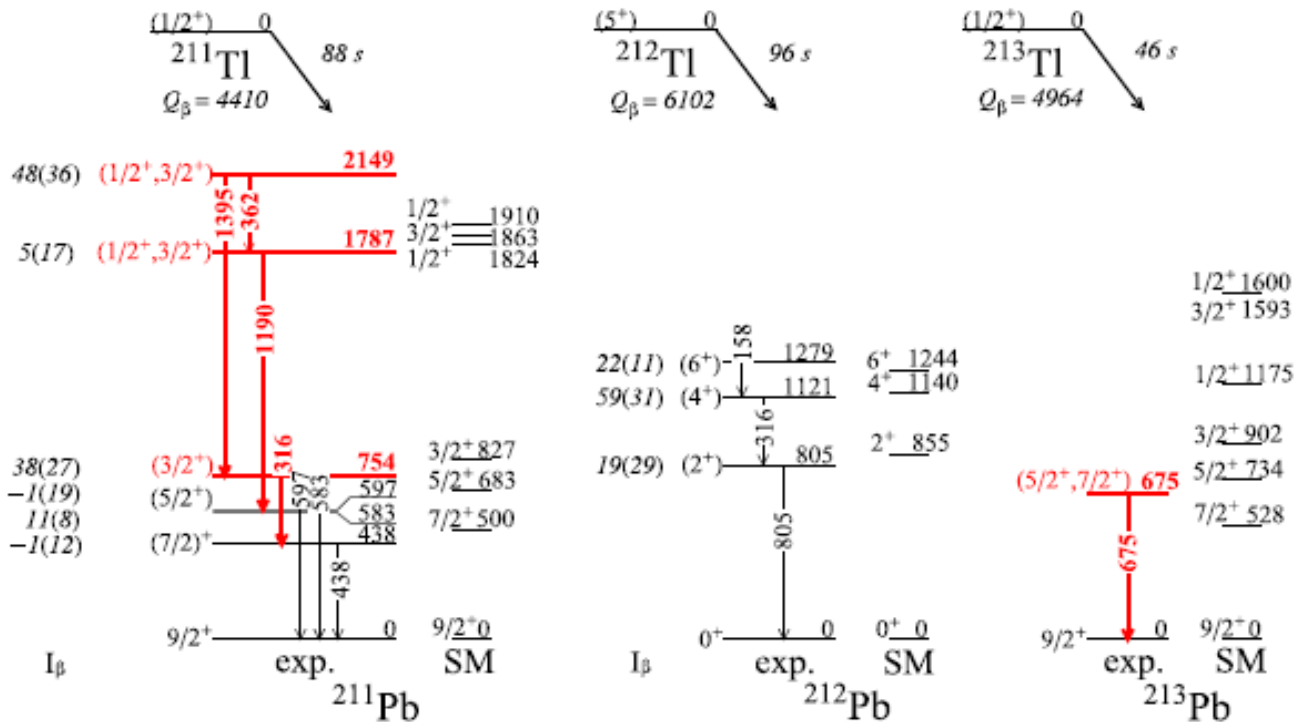 (1/2⁺) 0
²¹¹Tl
88 s
Qβ = 4410
48(36) (1/2⁺,3/2⁺) 2149
1395
362
5(17) (1/2⁺,3/2⁺) 1787
1190
38(27) (3/2⁺) 754
316
−1(19) (5/2⁺) 597
11(8) 583
−1(12) (7/2)⁺ 438
597
583
438
9/2⁺ 0
1/2⁺ 1910
3/2⁺ 1863
1/2⁺ 1824
3/2⁺ 827
5/2⁺ 683
7/2⁺ 500
9/2⁺ 0
Iβ exp. SM
²¹¹Pb
(5⁺) 0
²¹²Tl
96 s
Qβ = 6102
22(11) (6⁺) 1279
158
59(31) (4⁺) 1121
316
19(29) (2⁺) 805
805
0⁺ 0
6⁺ 1244
4⁺ 1140
2⁺ 855
0⁺ 0
Iβ exp. SM
²¹²Pb
(1/2⁺) 0
²¹³Tl
46 s
Qβ = 4964
(5/2⁺,7/2⁺) 675
675
9/2⁺ 0
1/2⁺ 1600
3/2⁺ 1593
1/2⁺ 1175
3/2⁺ 902
5/2⁺ 734
7/2⁺ 528
9/2⁺ 0
exp. SM
²¹³Pb